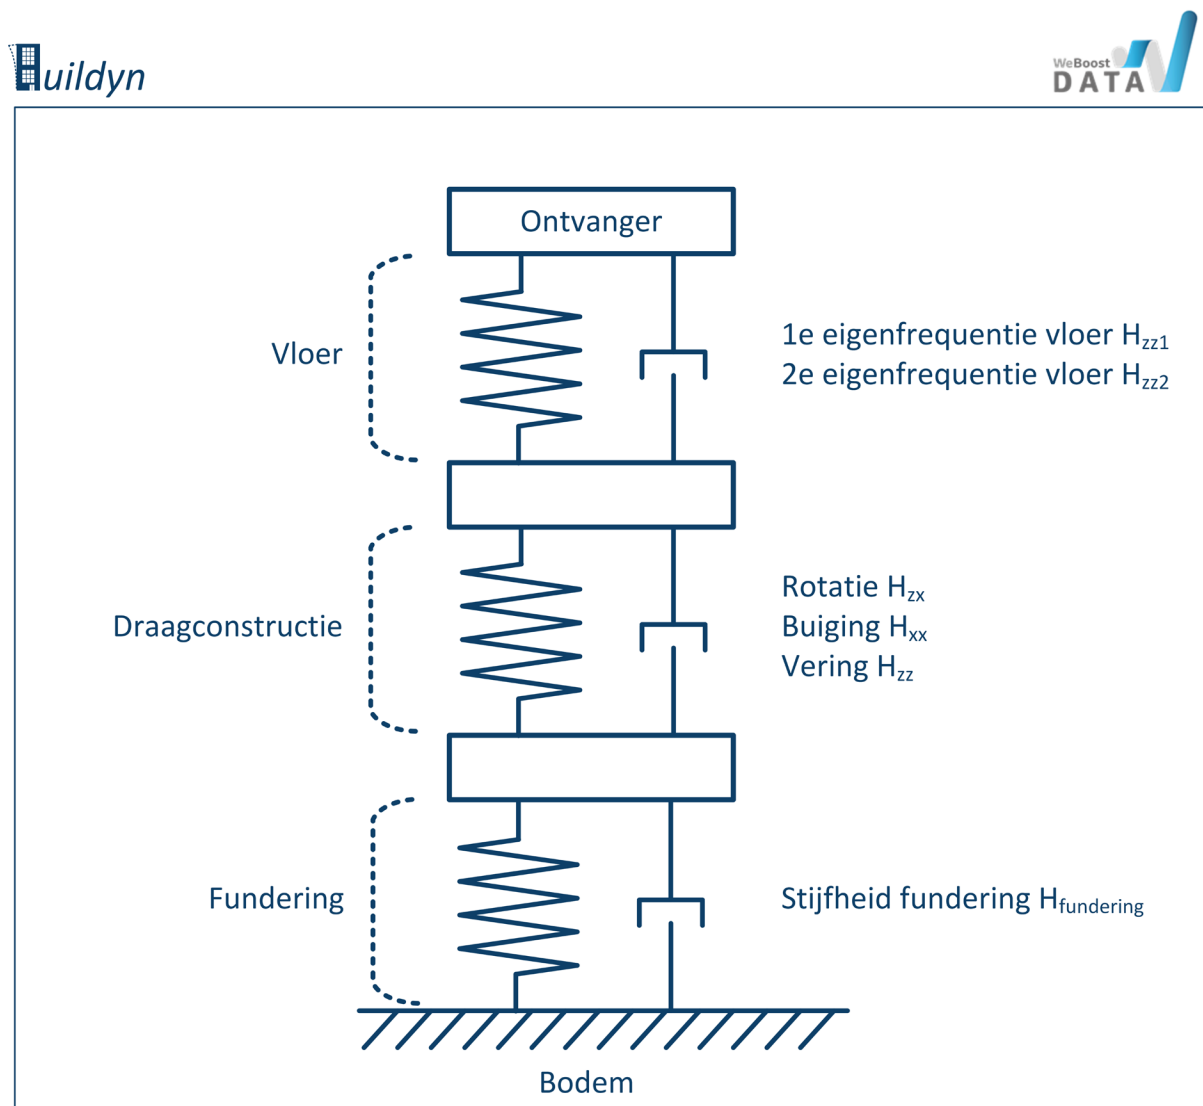 Buildyn
WeBoost
DATA
Ontvanger
Vloer
1e eigenfrequentie vloer Hzz1
2e eigenfrequentie vloer Hzz2
Draagconstructie
Rotatie Hzx
Buiging Hxx
Vering Hzz
Fundering
Stijfheid fundering Hfundering
Bodem